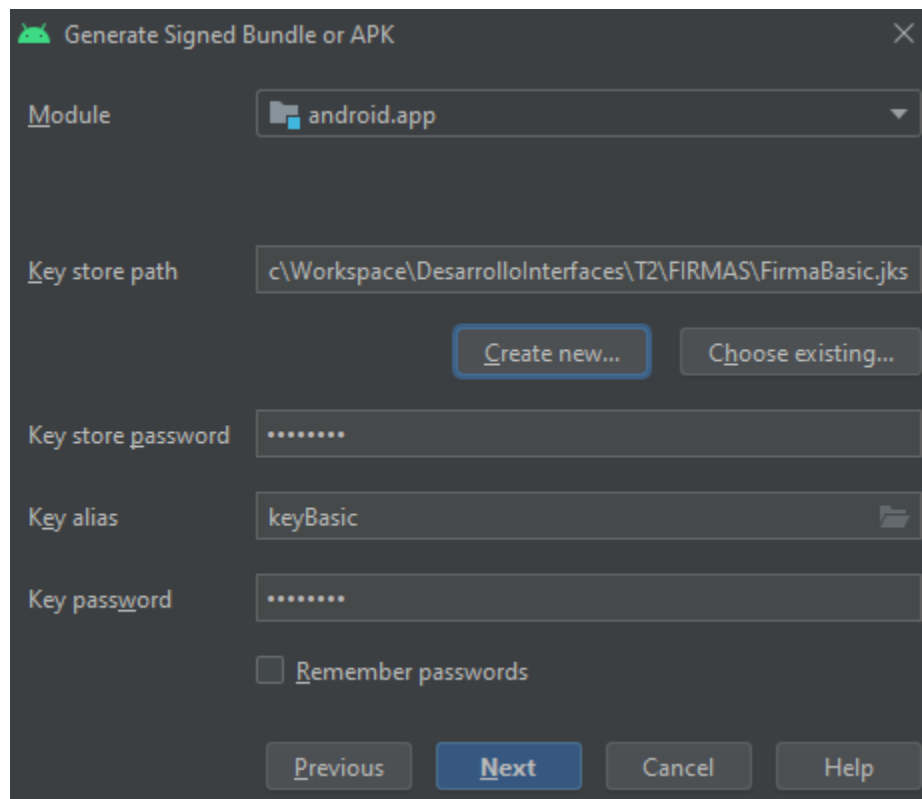 Generate Signed Bundle or APK
Module
android.app
Key store path
c\Workspace\DesarrolloInterfaces\T2\FIRMAS\FirmaBasic.jks
Create new...
Choose existing...
Key store password
••••••••
Key alias
keyBasic
Key password
••••••••
Remember passwords
Previous
Next
Cancel
Help